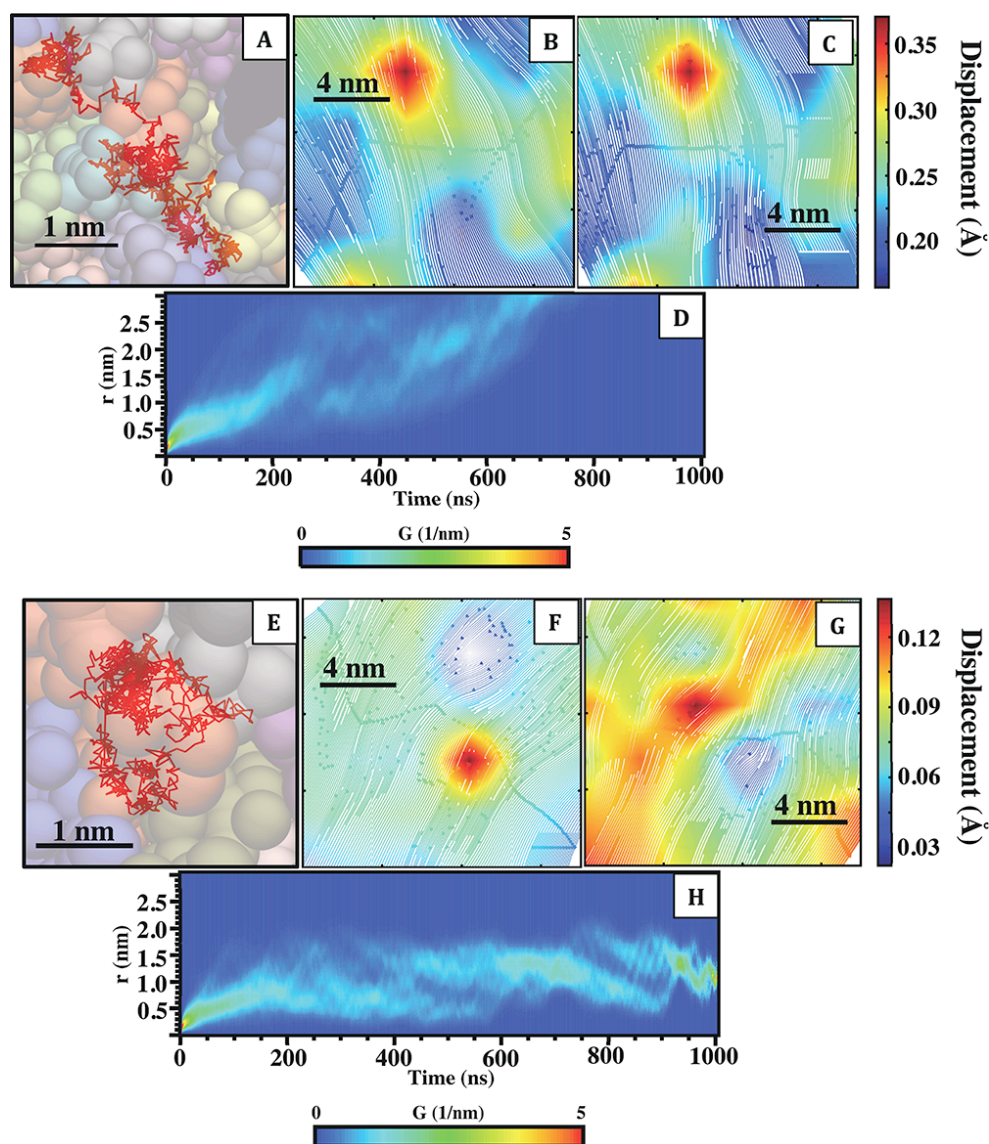 A
B
C
1 nm
4 nm
4 nm
0.35
0.30
0.25
0.20
Displacement (Ǎ)
D
2.5
2.0
1.5
1.0
0.5
r (nm)
0 200 400 600 800 1000
Time (ns)
0 G (1/nm) 5
E
F
G
1 nm
4 nm
4 nm
0.12
0.09
0.06
0.03
Displacement (Ǎ)
H
2.5
2.0
1.5
1.0
0.5
r (nm)
0 200 400 600 800 1000
Time (ns)
0 G (1/nm) 5